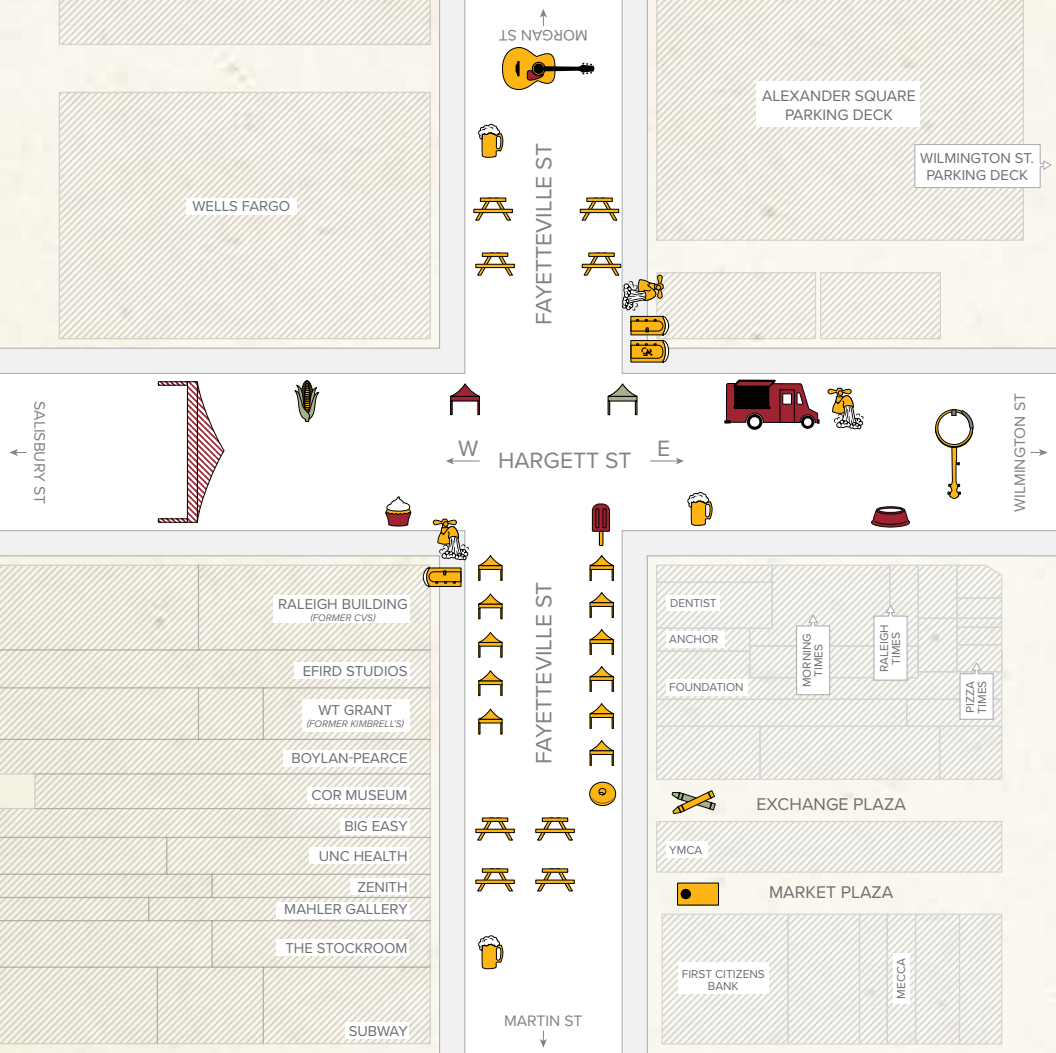 MORGAN ST
ALEXANDER SQUARE
PARKING DECK
WILMINGTON ST.
PARKING DECK
WELLS FARGO
FAYETTEVILLE ST
SALISBURY ST
W
HARGETT ST
E
WILMINGTON ST
RALEIGH BUILDING
(FORMER CVS)
EFIRD STUDIOS
WT GRANT
(FORMER KIMBRELL'S)
BOYLAN-PEARCE
COR MUSEUM
BIG EASY
UNC HEALTH
ZENITH
MAHLER GALLERY
THE STOCKROOM
SUBWAY
FAYETTEVILLE ST
DENTIST
ANCHOR
FOUNDATION
MORNING
TIMES
RALEIGH
TIMES
PIZZA
TIMES
EXCHANGE PLAZA
YMCA
MARKET PLAZA
FIRST CITIZENS
BANK
MECCA
MARTIN ST